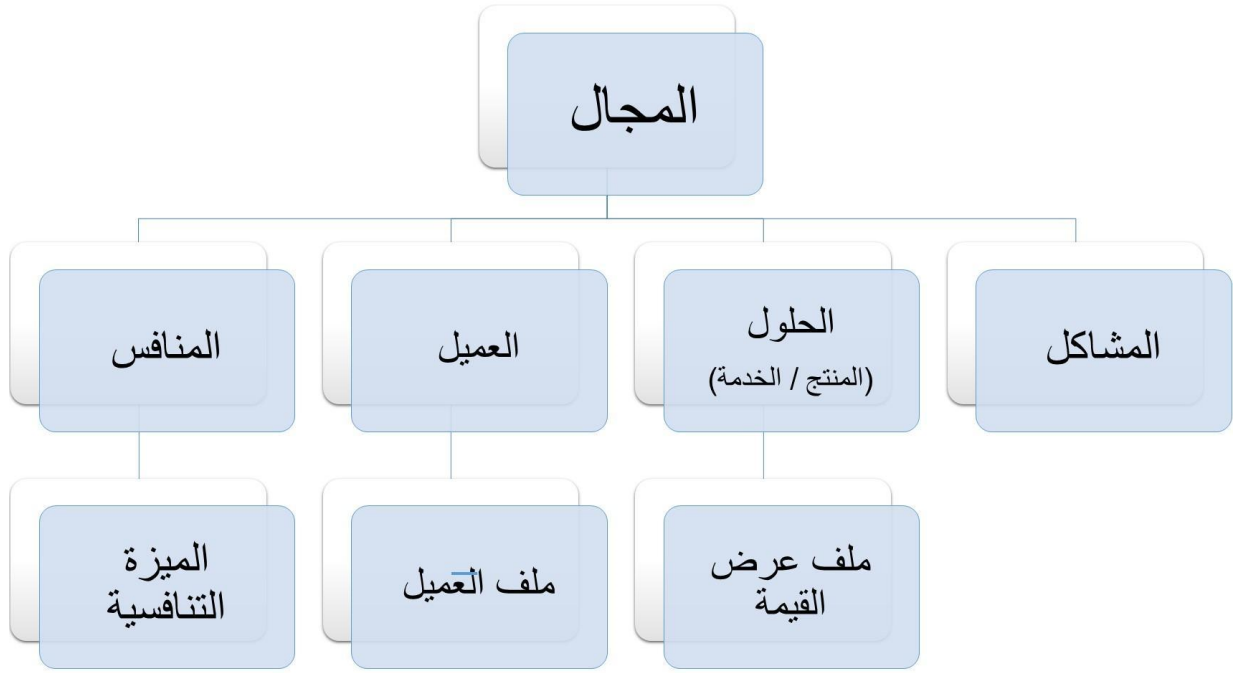 المجال
المشاكل
الحلول
(المنتج / الخدمة)
العميل
المنافس
ملف عرض
القيمة
ملف العميل
الميزة
التنافسية